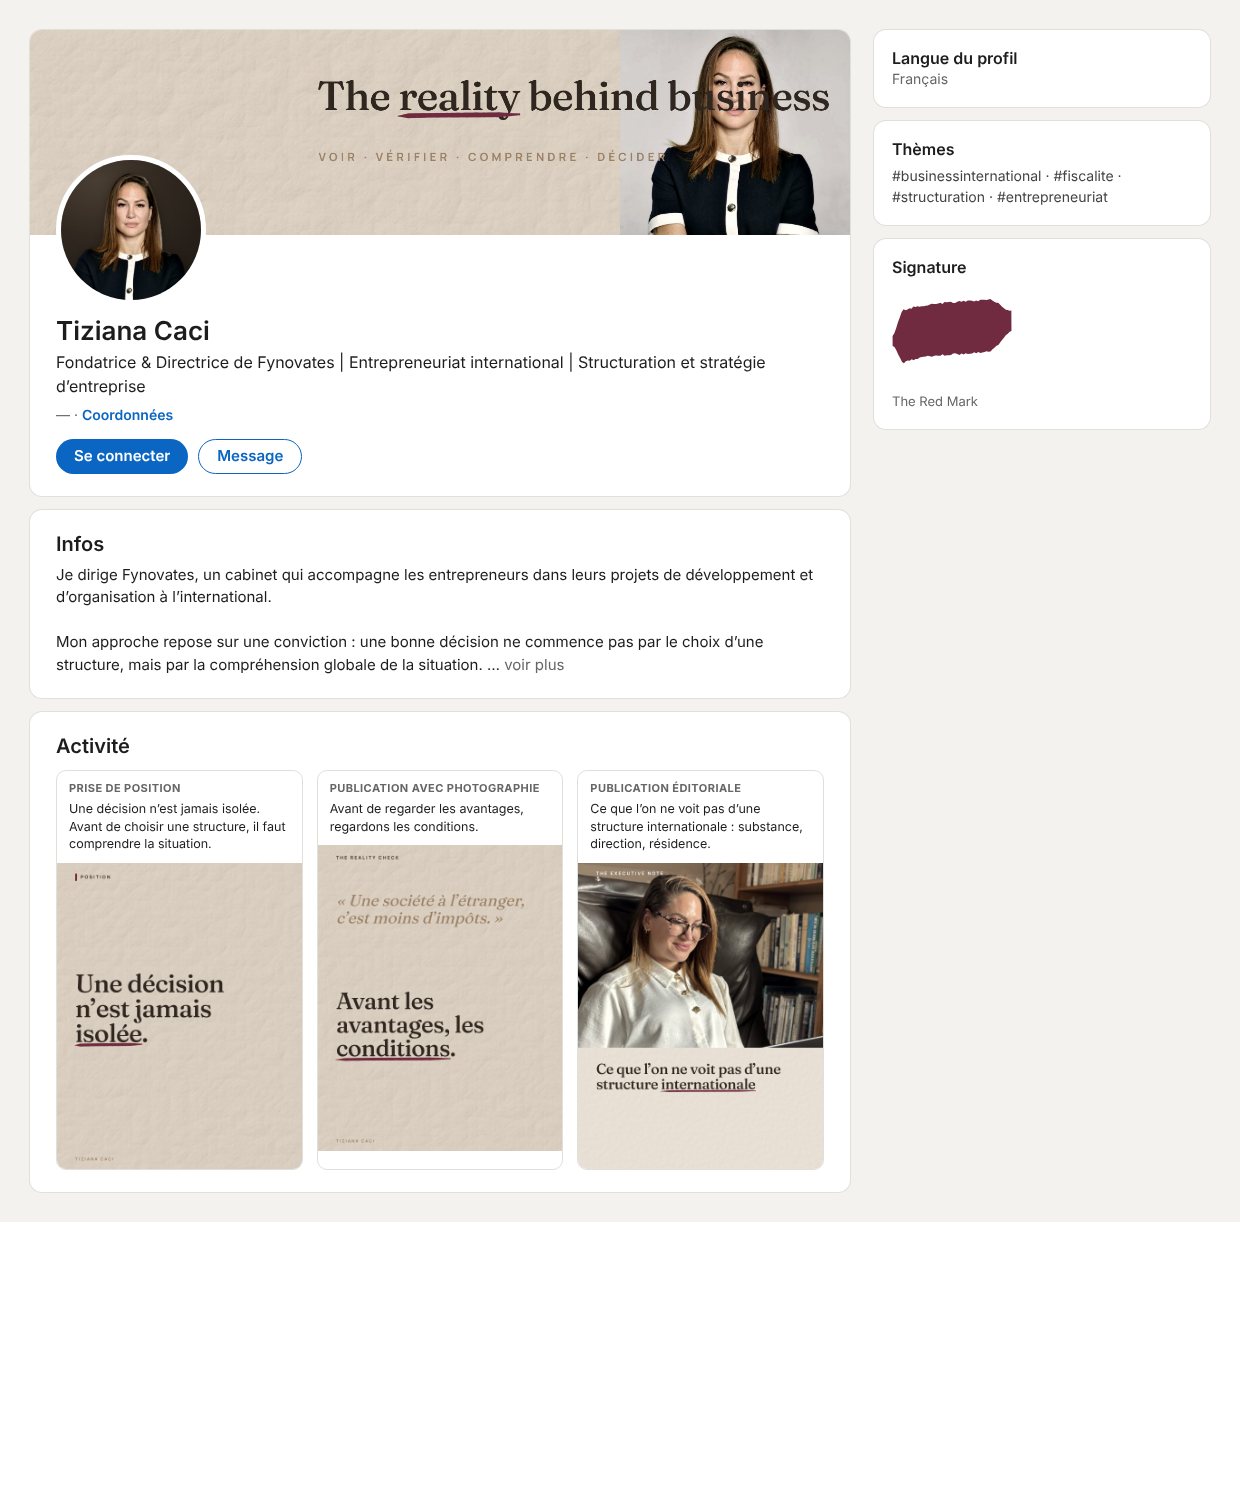 The reality behind business
VOIR · VÉRIFIER · COMPRENDRE · DÉCIDER
Tiziana Caci
Fondatrice & Directrice de Fynovates | Entrepreneuriat international | Structuration et stratégie
d’entreprise
— · Coordonnées
Se connecter
Message
Infos
Je dirige Fynovates, un cabinet qui accompagne les entrepreneurs dans leurs projets de développement et
d’organisation à l’international.
Mon approche repose sur une conviction : une bonne décision ne commence pas par le choix d’une
structure, mais par la compréhension globale de la situation. ... voir plus
Activité
PRISE DE POSITION
Une décision n’est jamais isolée.
Avant de choisir une structure, il faut
comprendre la situation.
POSITION
Une décision
n’est jamais
isolée.
TIZIANA CACI
PUBLICATION AVEC PHOTOGRAPHIE
Avant de regarder les avantages,
regardons les conditions.
THE REALITY CHECK
« Une société à l’étranger,
c’est moins d’impôts. »
Avant les
avantages, les
conditions.
TIZIANA CACI
PUBLICATION ÉDITORIALE
Ce que l’on ne voit pas d’une
structure internationale : substance,
direction, résidence.
THE EXECUTIVE NOTE
Ce que l’on ne voit pas d’une
structure internationale
Langue du profil
Français
Thèmes
#businessinternational · #fiscalite ·
#structuration · #entrepreneuriat
Signature
The Red Mark